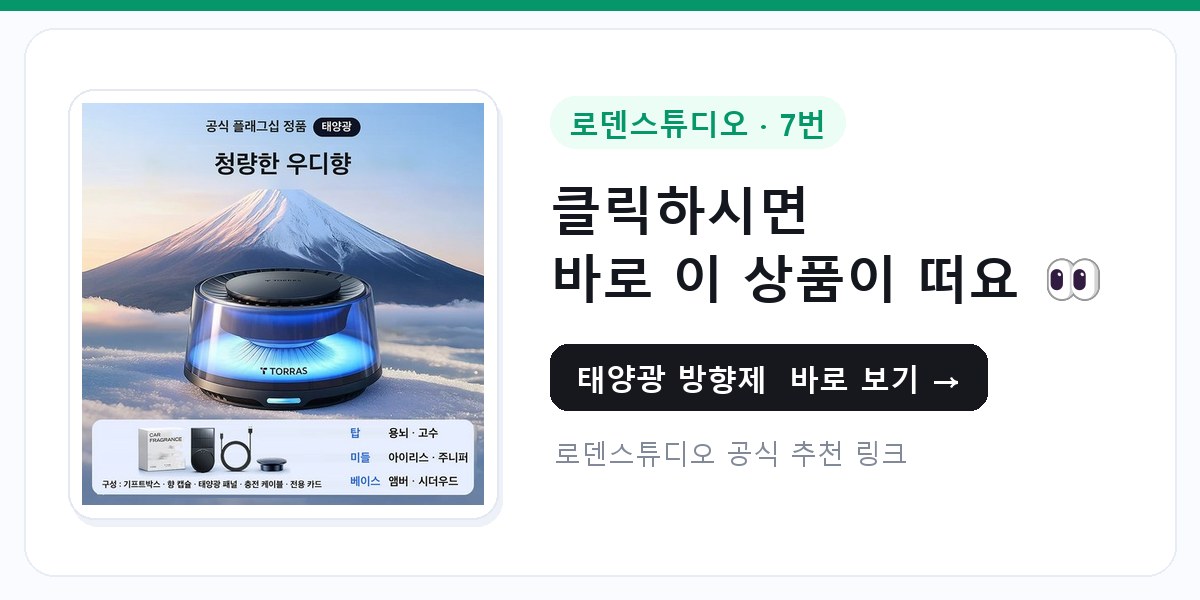 공식 플래그십 정품 태양광
청량한 우디향
TORRAS
TORRAS
CAR
FRAGRANCE
탑 용뇌 · 고수
미들 아이리스 · 주니퍼
베이스 앰버 · 시더우드
구성 : 기프트박스 · 향 캡슐 · 태양광 패널 · 충전 케이블 · 전용 카드
로덴스튜디오 · 7번
클릭하시면
바로 이 상품이 떠요 👀
태양광 방향제 바로 보기 →
로덴스튜디오 공식 추천 링크